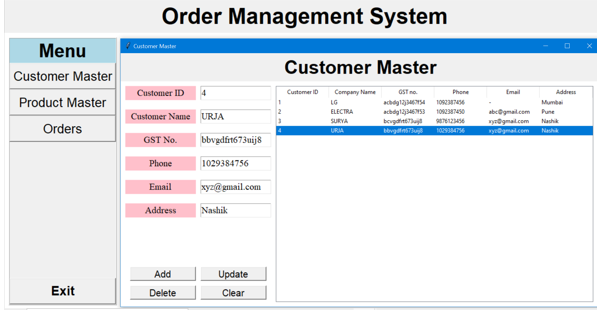 Order Management System
Menu
Customer Master
Product Master
Orders
Exit
Customer Master
Customer Master
Customer ID 4
Customer Name URJA
GST No. bbvgdfrt673uij8
Phone 1029384756
Email xyz@gmail.com
Address Nashik
Add Update
Delete Clear
Customer ID Company Name GST no. Phone Email Address
1 LG acbdg12j3467f54 1092387456 - Mumbai
2 ELECTRA acbdg12j3467f53 1092387450 abc@gmail.com Pune
3 SURYA bcvgdfrt673uij8 9876123456 xyz@gmail.com Nashik
4 URJA bbvgdfrt673uij8 1029384756 xyz@gmail.com Nashik